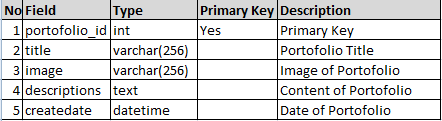 No Field Type Primary Key Description
1 portofolio_id int Yes Primary Key
2 title varchar(256) Portofolio Title
3 image varchar(256) Image of Portofolio
4 descriptions text Content of Portofolio
5 createdate datetime Date of Portofolio